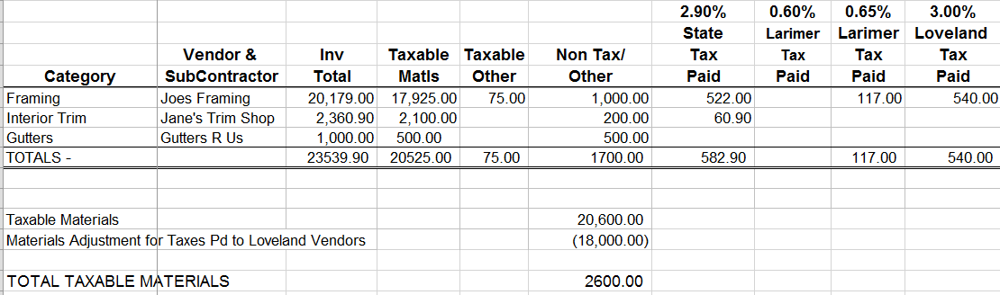 2.90% 0.60% 0.65% 3.00%
State Larimer Larimer Loveland
Vendor & Inv Taxable Taxable Non Tax/ Tax Tax Tax Tax
Category SubContractor Total Matls Other Other Paid Paid Paid Paid
Framing Joes Framing 20,179.00 17,925.00 75.00 1,000.00 522.00 117.00 540.00
Interior Trim Jane's Trim Shop 2,360.90 2,100.00 200.00 60.90
Gutters Gutters R Us 1,000.00 500.00 500.00
TOTALS - 23539.90 20525.00 75.00 1700.00 582.90 117.00 540.00
Taxable Materials 20,600.00
Materials Adjustment for Taxes Pd to Loveland Vendors (18,000.00)
TOTAL TAXABLE MATERIALS 2600.00